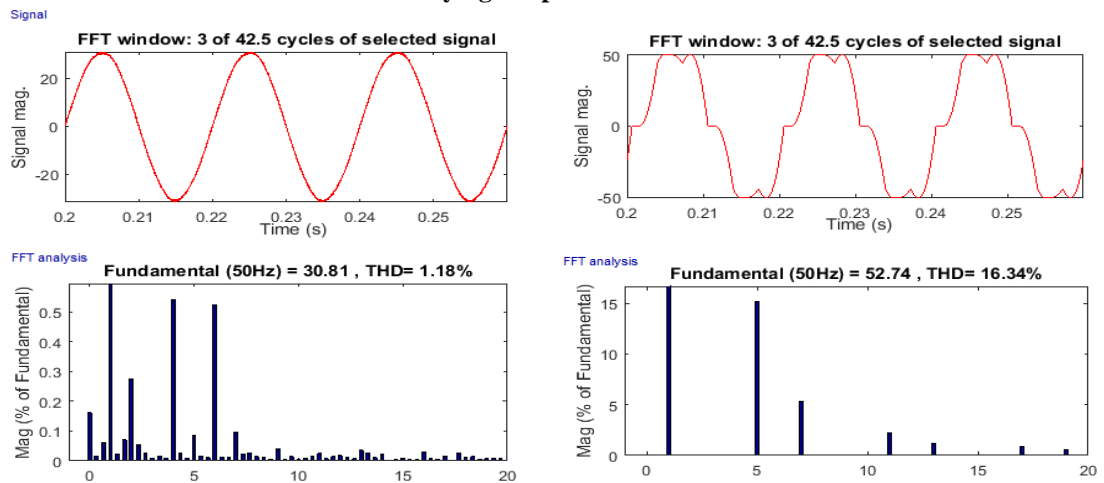 Signal
FFT window: 3 of 42.5 cycles of selected signal
20
0
-20
Signal mag.
0.2 0.21 0.22 0.23 0.24 0.25
Time (s)
FFT analysis
Fundamental (50Hz) = 30.81 , THD= 1.18%
0.5
0.4
0.3
0.2
0.1
0
Mag (% of Fundamental)
0 5 10 15 20
FFT window: 3 of 42.5 cycles of selected signal
50
0
-50
Signal mag.
0.2 0.21 0.22 0.23 0.24 0.25
Time (s)
FFT analysis
Fundamental (50Hz) = 52.74 , THD= 16.34%
15
10
5
0
Mag (% of Fundamental)
0 5 10 15 20